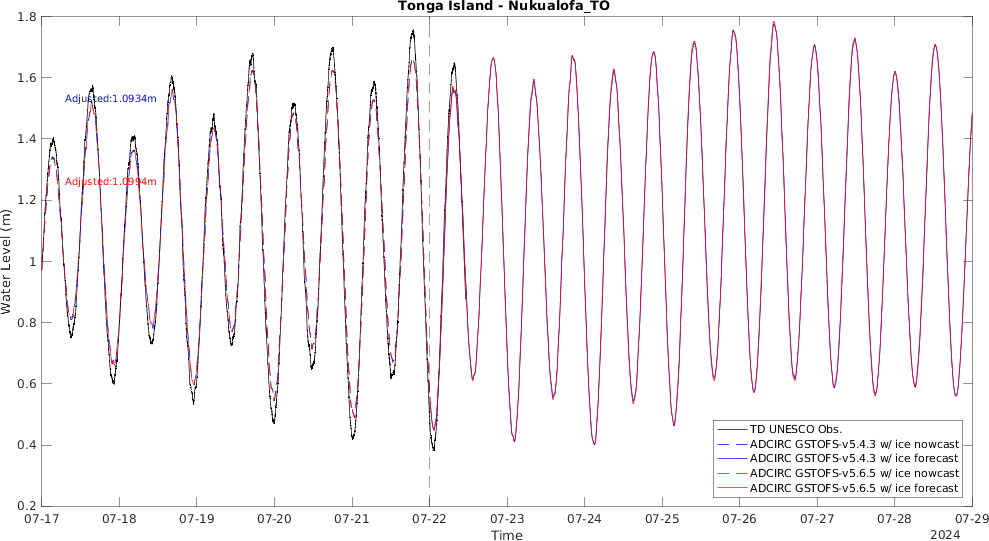 Tonga Island - Nukualofa_TO
1.8
1.6
1.4
1.2
1
0.8
0.6
0.4
0.2
Water Level (m)
Adjusted:1.0934m
Adjusted:1.0994m
TD UNESCO Obs.
ADCIRC GSTOFS-v5.4.3 w/ ice nowcast
ADCIRC GSTOFS-v5.4.3 w/ ice forecast
ADCIRC GSTOFS-v5.6.5 w/ ice nowcast
ADCIRC GSTOFS-v5.6.5 w/ ice forecast
07-17 07-18 07-19 07-20 07-21 07-22 07-23 07-24 07-25 07-26 07-27 07-28 07-29
Time
2024